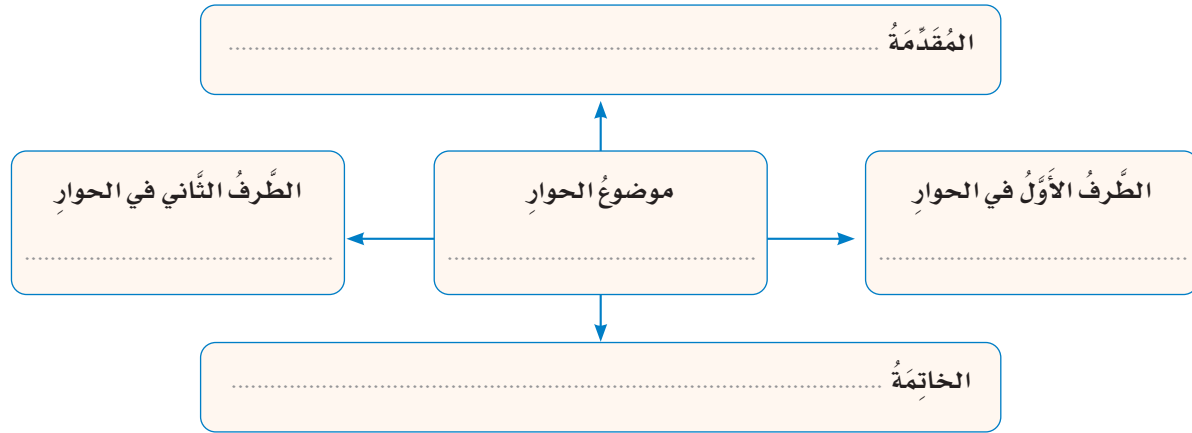 المُقَدِّمَةُ ................................................................
الطَّرفُ الأَوَّلُ في الحوارِ
................................................................
موضوعُ الحوارِ
................................................................
الطَّرفُ الثَّاني في الحوارِ
................................................................
الخاتِمَةُ ................................................................